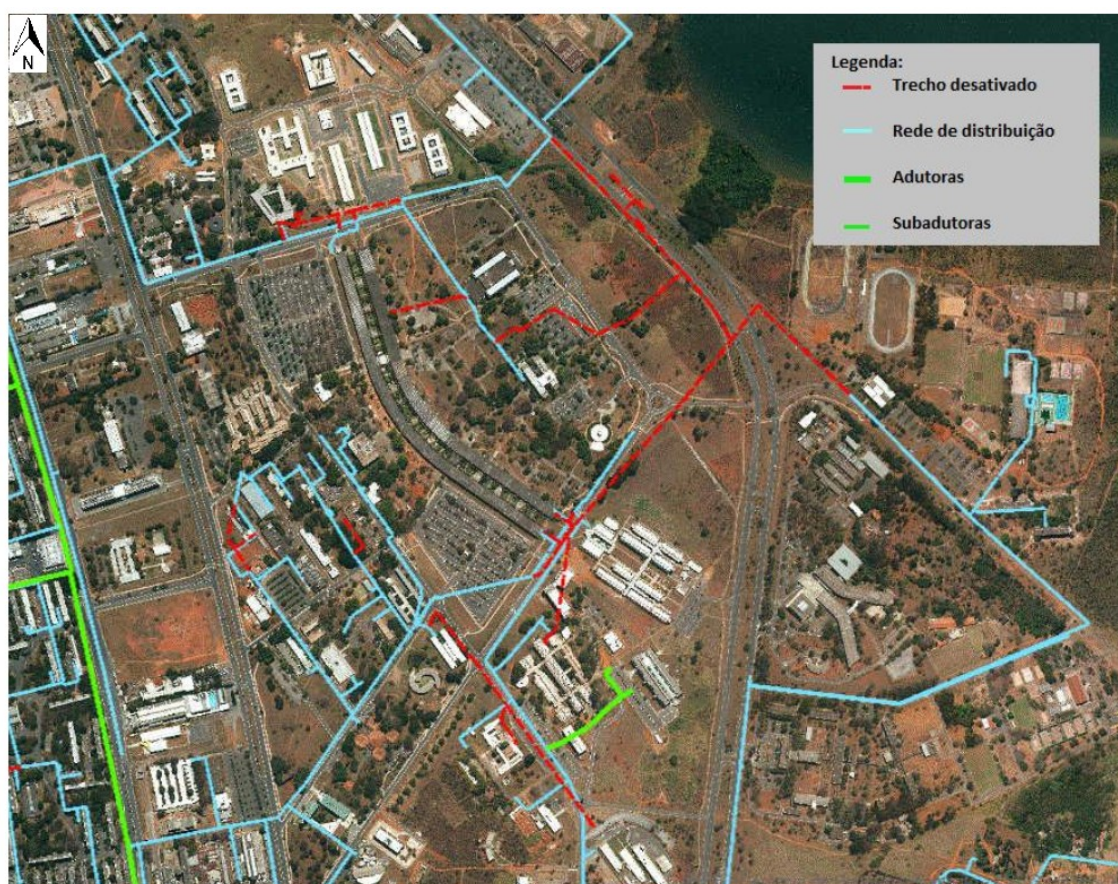 N
Legenda:
Trecho desativado
Rede de distribuição
Adutoras
Subadutoras